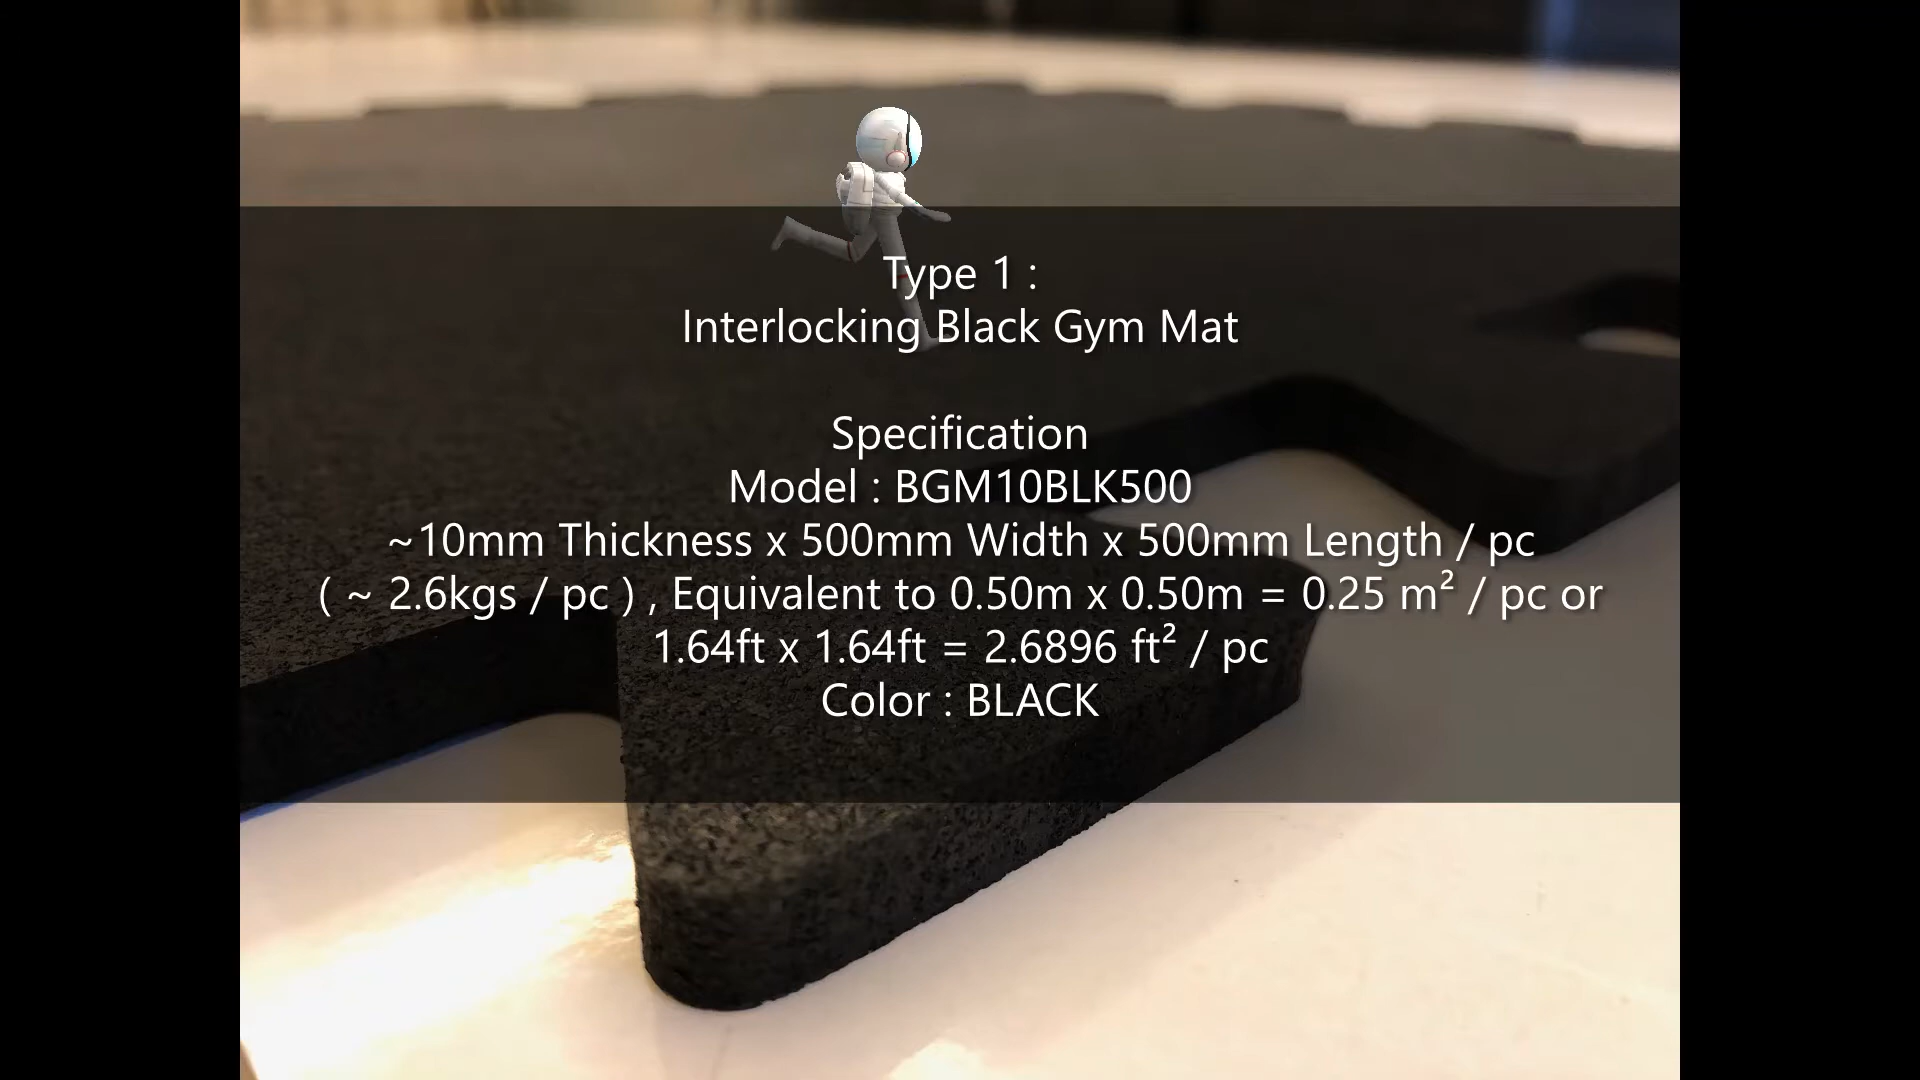 Type 1 :
Interlocking Black Gym Mat
Specification
Model : BGM10BLK500
~10mm Thickness x 500mm Width x 500mm Length / pc
( ~ 2.6kgs / pc ) , Equivalent to 0.50m x 0.50m = 0.25 m² / pc or
1.64ft x 1.64ft = 2.6896 ft² / pc
Color : BLACK